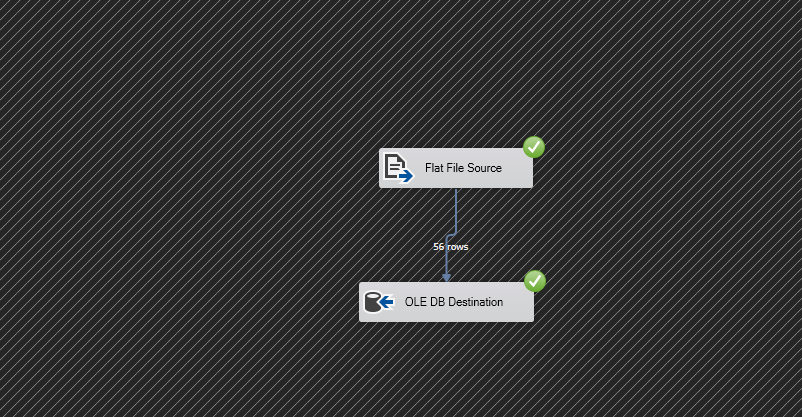 Flat File Source
56 rows
OLE DB Destination